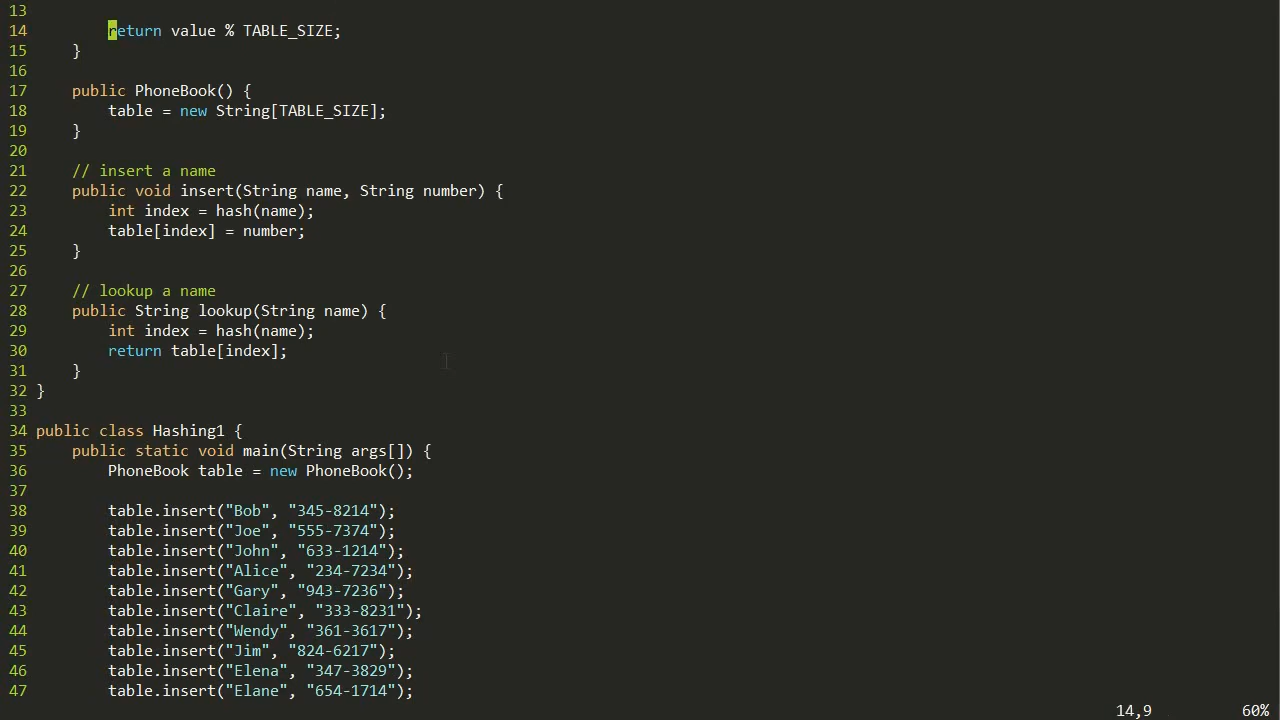 13
14         return value % TABLE_SIZE;
15     }
16
17     public PhoneBook() {
18         table = new String[TABLE_SIZE];
19     }
20
21     // insert a name
22     public void insert(String name, String number) {
23         int index = hash(name);
24         table[index] = number;
25     }
26
27     // lookup a name
28     public String lookup(String name) {
29         int index = hash(name);
30         return table[index];
31     }
32 }
33
34 public class Hashing1 {
35     public static void main(String args[]) {
36         PhoneBook table = new PhoneBook();
37
38         table.insert("Bob", "345-8214");
39         table.insert("Joe", "555-7374");
40         table.insert("John", "633-1214");
41         table.insert("Alice", "234-7234");
42         table.insert("Gary", "943-7236");
43         table.insert("Claire", "333-8231");
44         table.insert("Wendy", "361-3617");
45         table.insert("Jim", "824-6217");
46         table.insert("Elena", "347-3829");
47         table.insert("Elane", "654-1714");
14,9 60%